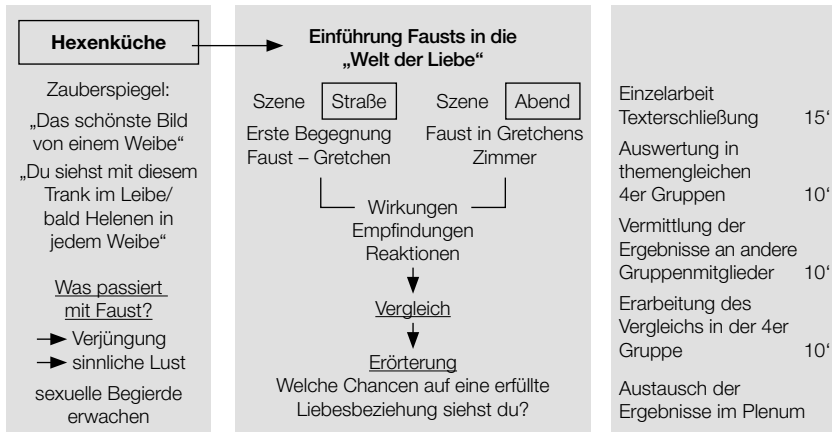 Hexenküche
Zauberspiegel:
„Das schönste Bild
von einem Weibe“
„Du siehst mit diesem
Trank im Leibe/
bald Helenen in
jedem Weibe“
Was passiert
mit Faust?
Verjüngung
sinnliche Lust
sexuelle Begierde
erwachen
Einführung Fausts in die
„Welt der Liebe“
Szene Straße
Erste Begegnung
Faust – Gretchen
Szene Abend
Faust in Gretchens
Zimmer
Wirkungen
Empfindungen
Reaktionen
Vergleich
Erörterung
Welche Chancen auf eine erfüllte
Liebesbeziehung siehst du?
Einzelarbeit
Texterschließung 15‘
Auswertung in
themengleichen
4er Gruppen 10‘
Vermittlung der
Ergebnisse an andere
Gruppenmitglieder 10‘
Erarbeitung des
Vergleichs in der 4er
Gruppe 10‘
Austausch der
Ergebnisse im Plenum